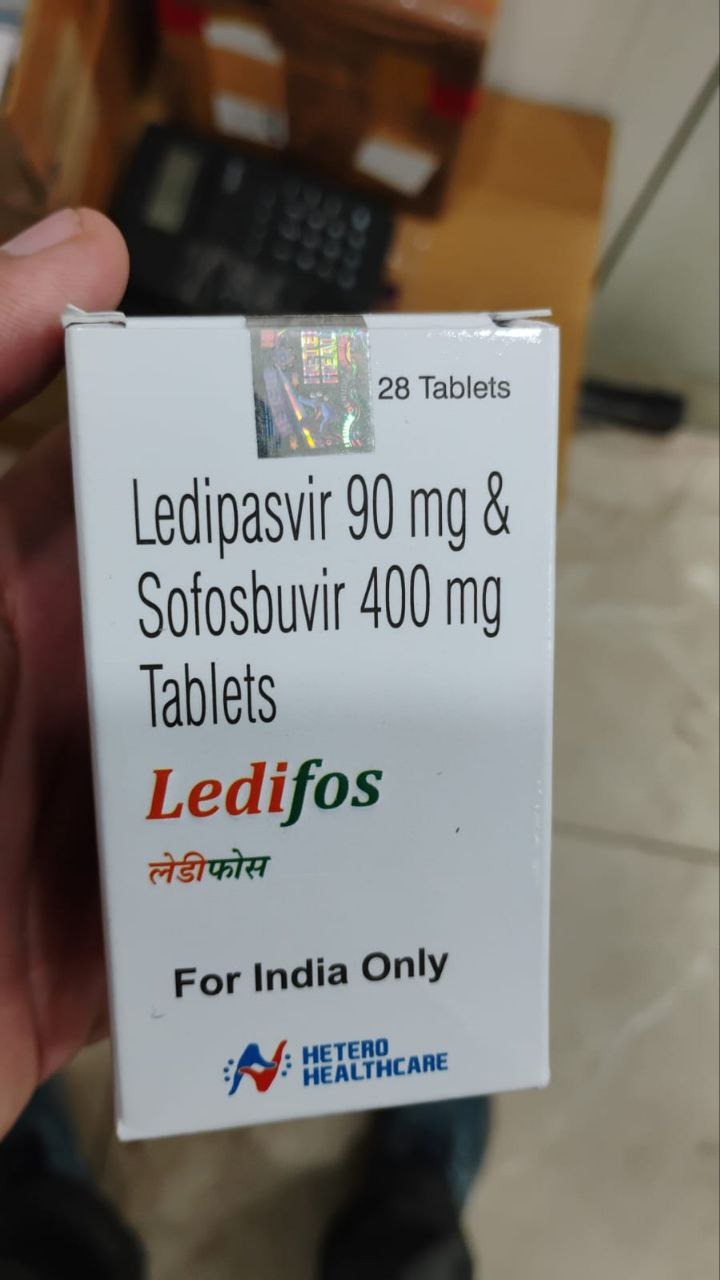 28 Tablets
Ledipasvir 90 mg &
Sofosbuvir 400 mg
Tablets
Ledifos
लेडीफोस
For India Only
HETERO
HEALTHCARE